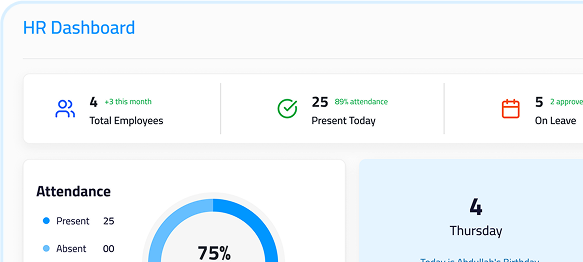 HR Dashboard
4 +3 this month
Total Employees
25 89% attendance
Present Today
5 2 approve
On Leave
Attendance
Present 25
Absent 00
75%
4
Thursday
Today is Abdullah's Birthday